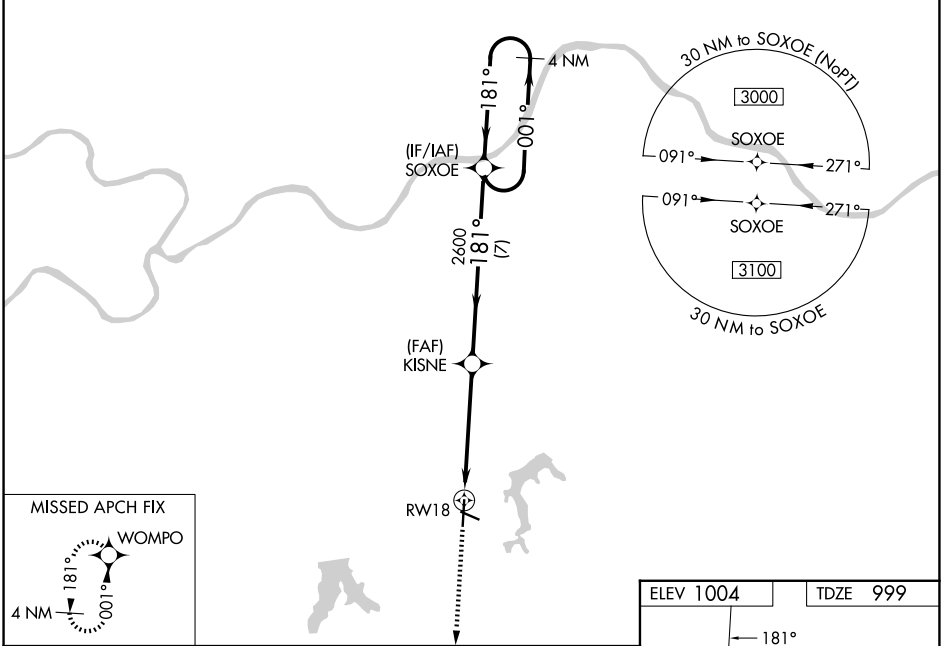 4 NM
181°
001°
(IF/IAF)
SOXOE
2600
181°
(7)
(FAF)
KISNE
RW18
30 NM to SOXOE (NoPT)
3000
SOXOE
091°
271°
091°
271°
SOXOE
3100
30 NM to SOXOE
MISSED APCH FIX
WOMPO
181°
001°
4 NM
ELEV 1004
TDZE 999
181°